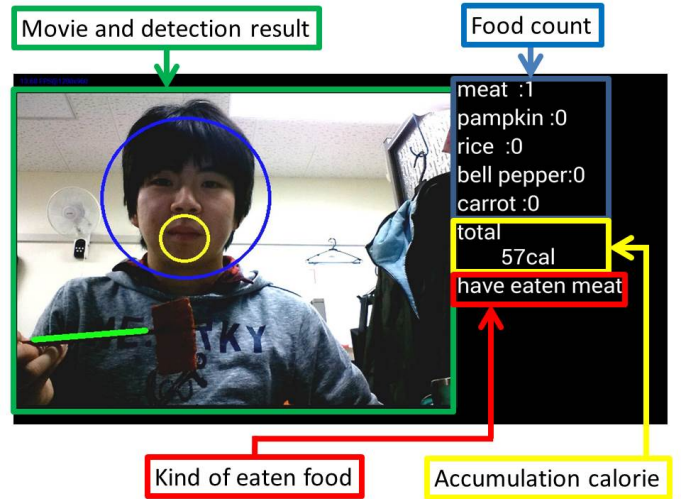 Movie and detection result
Food count
meat :1
pampkin :0
rice :0
bell pepper:0
carrot :0
total
57cal
have eaten meat
Kind of eaten food
Accumulation calorie